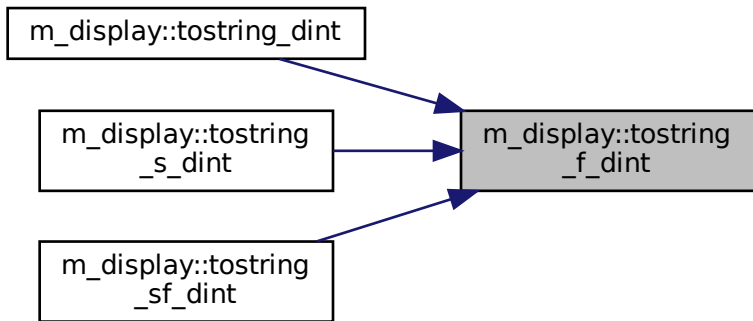 m_display::tostring_dint
m_display::tostring
_s_dint
m_display::tostring
_sf_dint
m_display::tostring
_f_dint